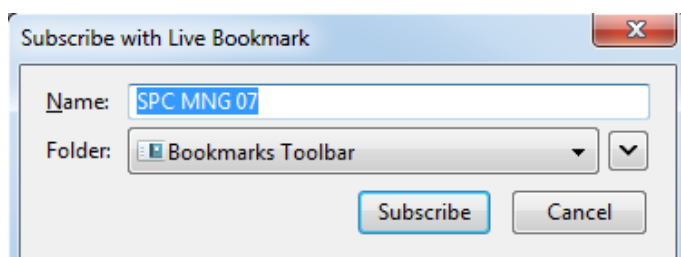 Subscribe with Live Bookmark
Name: SPC MNG 07
Folder: Bookmarks Toolbar
Subscribe Cancel